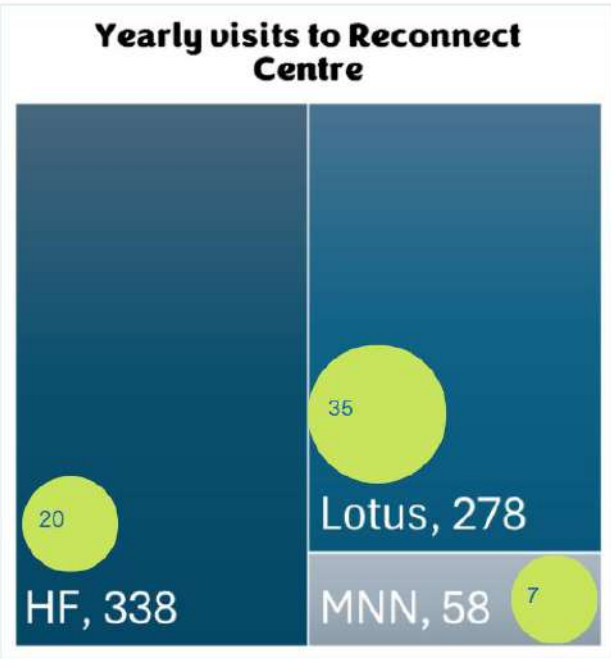 Yearly visits to Reconnect
Centre
20
HF, 338
35
Lotus, 278
MNN, 58
7